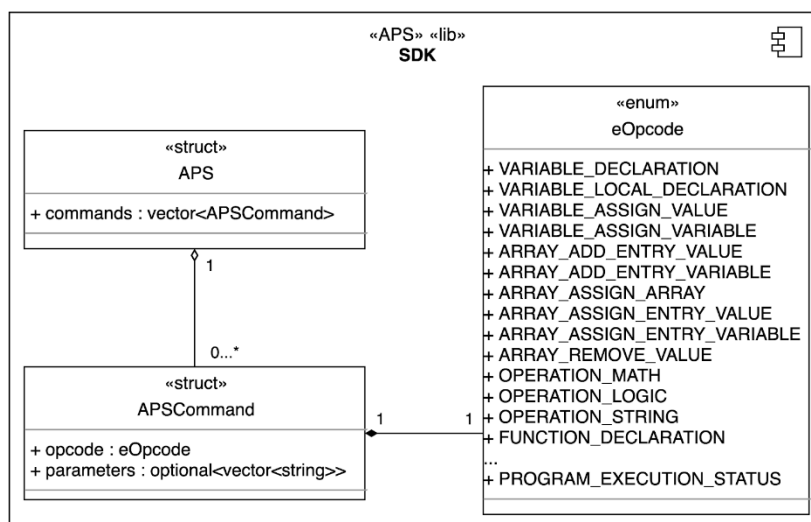 «APS» «lib»
SDK
«struct»
APS
+ commands : vector<APSCommand>
1
0...*
«struct»
APSCommand
+ opcode : eOpcode
+ parameters : optional<vector<string>>
1
1
«enum»
eOpcode
+ VARIABLE_DECLARATION
+ VARIABLE_LOCAL_DECLARATION
+ VARIABLE_ASSIGN_VALUE
+ VARIABLE_ASSIGN_VARIABLE
+ ARRAY_ADD_ENTRY_VALUE
+ ARRAY_ADD_ENTRY_VARIABLE
+ ARRAY_ASSIGN_ARRAY
+ ARRAY_ASSIGN_ENTRY_VALUE
+ ARRAY_ASSIGN_ENTRY_VARIABLE
+ ARRAY_REMOVE_VALUE
+ OPERATION_MATH
+ OPERATION_LOGIC
+ OPERATION_STRING
+ FUNCTION_DECLARATION
...
+ PROGRAM_EXECUTION_STATUS